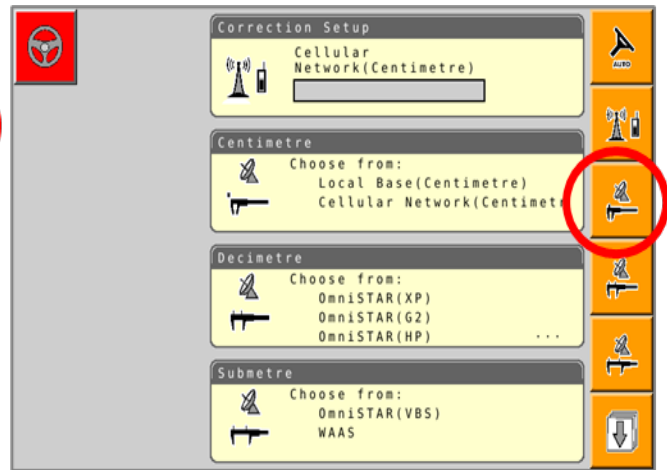 Correction Setup
Cellular
Network(Centimetre)
AUTO
Centimetre
Choose from:
Local Base(Centimetre)
Cellular Network(Centimetr
Decimetre
Choose from:
OmniSTAR(XP)
OmniSTAR(G2)
OmniSTAR(HP) ...
Submetre
Choose from:
OmniSTAR(VBS)
WAAS